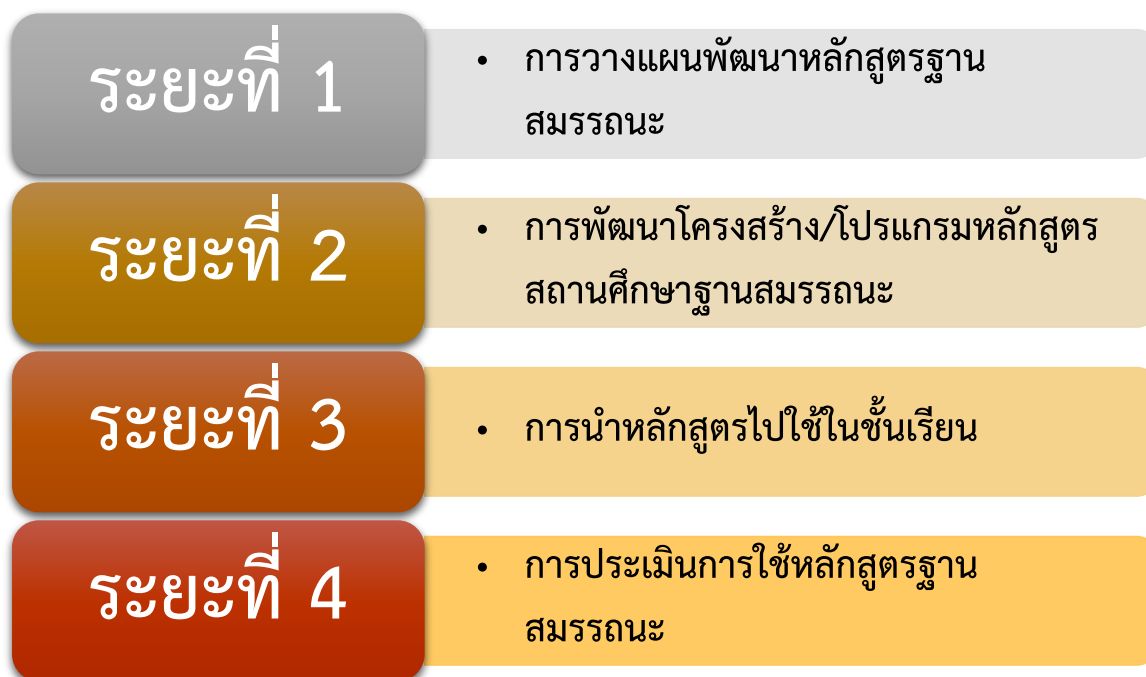 ระยะที่ 1
• การวางแผนพัฒนาหลักสูตรฐาน
สมรรถนะ
ระยะที่ 2
• การพัฒนาโครงสร้าง/โปรแกรมหลักสูตร
สถานศึกษาฐานสมรรถนะ
ระยะที่ 3
• การนำหลักสูตรไปใช้ในชั้นเรียน
ระยะที่ 4
• การประเมินการใช้หลักสูตรฐาน
สมรรถนะ